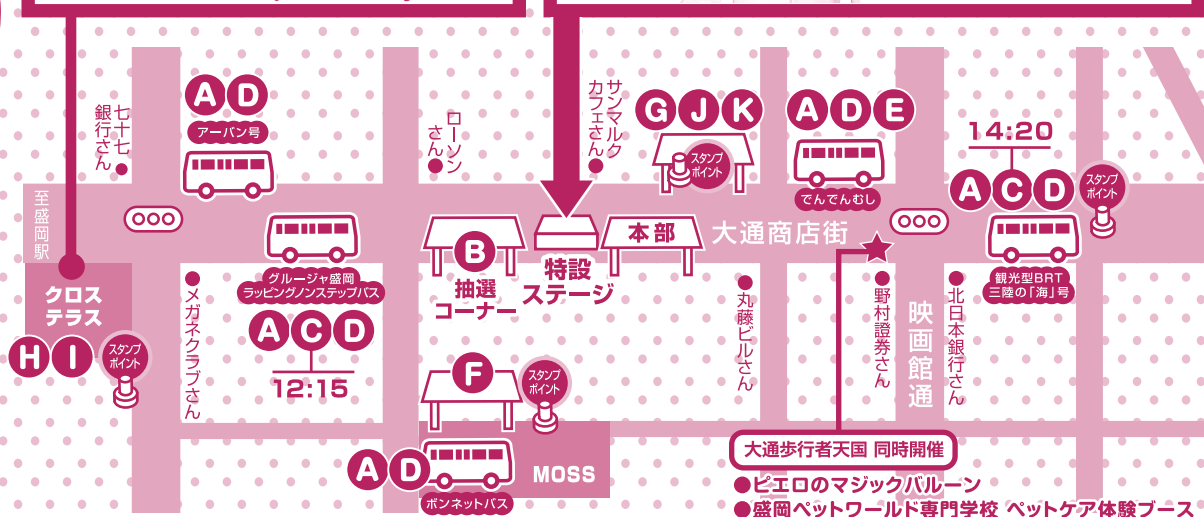 七十七
銀行さん
AD
アーバン号
ローソン
さん
サンマルク
カフェさん
GJK
スタンプ
ポイント
ADE
でんでんむし
14:20
ACD
スタンプ
ポイント
観光型BRT
三陸の「海」号
至盛岡駅
クロス
テラス
HI
スタンプ
ポイント
メガネクラブさん
グルージャ盛岡
ラッピングノンステップバス
ACD
12:15
B
抽選
コーナー
特設
ステージ
本部
大通商店街
丸藤ビルさん
野村證券さん
映画館通
北日本銀行さん
F
スタンプ
ポイント
AD
ボンネットバス
MOSS
大通歩行者天国 同時開催
●ピエロのマジックバルーン
●盛岡ペットワールド専門学校 ペットケア体験ブース